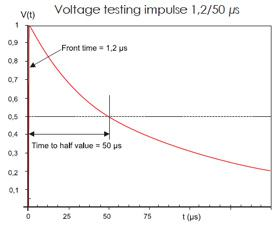 Voltage testing impulse 1,2/50 µs
V(t)
1
Front time = 1,2 µs
0,9
0,8
0,7
0,6
0,5
0,4
Time to half value = 50 µs
0,3
0,2
0,1
0 25 50 75 t (µs)